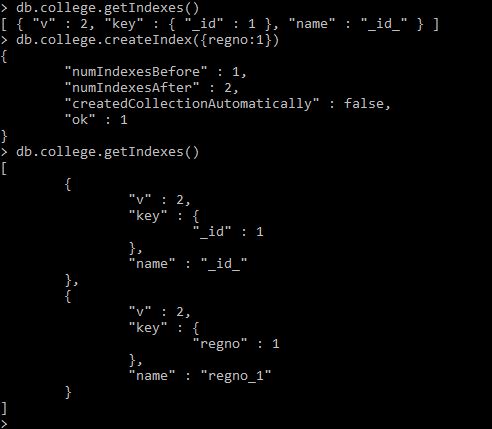 > db.college.getIndexes()
[ { "v" : 2, "key" : { "_id" : 1 }, "name" : "_id_" } ]
> db.college.createIndex({regno:1})
{
        "numIndexesBefore" : 1,
        "numIndexesAfter" : 2,
        "createdCollectionAutomatically" : false,
        "ok" : 1
}
> db.college.getIndexes()
[
        {
                "v" : 2,
                "key" : {
                        "_id" : 1
                },
                "name" : "_id_"
        },
        {
                "v" : 2,
                "key" : {
                        "regno" : 1
                },
                "name" : "regno_1"
        }
]
>